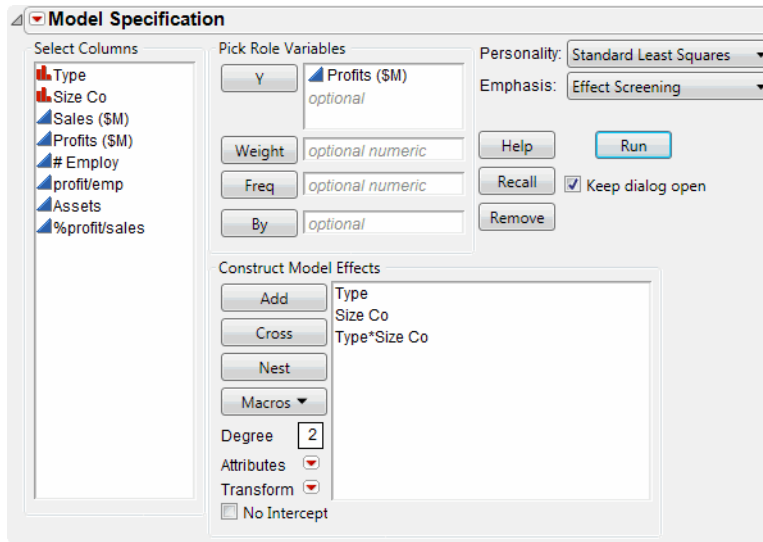 Model Specification
Select Columns
Type
Size Co
Sales ($M)
Profits ($M)
# Employ
profit/emp
Assets
%profit/sales
Pick Role Variables
Y
Profits ($M)
optional
Weight
optional numeric
Freq
optional numeric
By
optional
Personality: Standard Least Squares
Emphasis: Effect Screening
Help
Run
Recall
Keep dialog open
Remove
Construct Model Effects
Add
Cross
Nest
Macros
Degree 2
Attributes
Transform
No Intercept
Type
Size Co
Type*Size Co